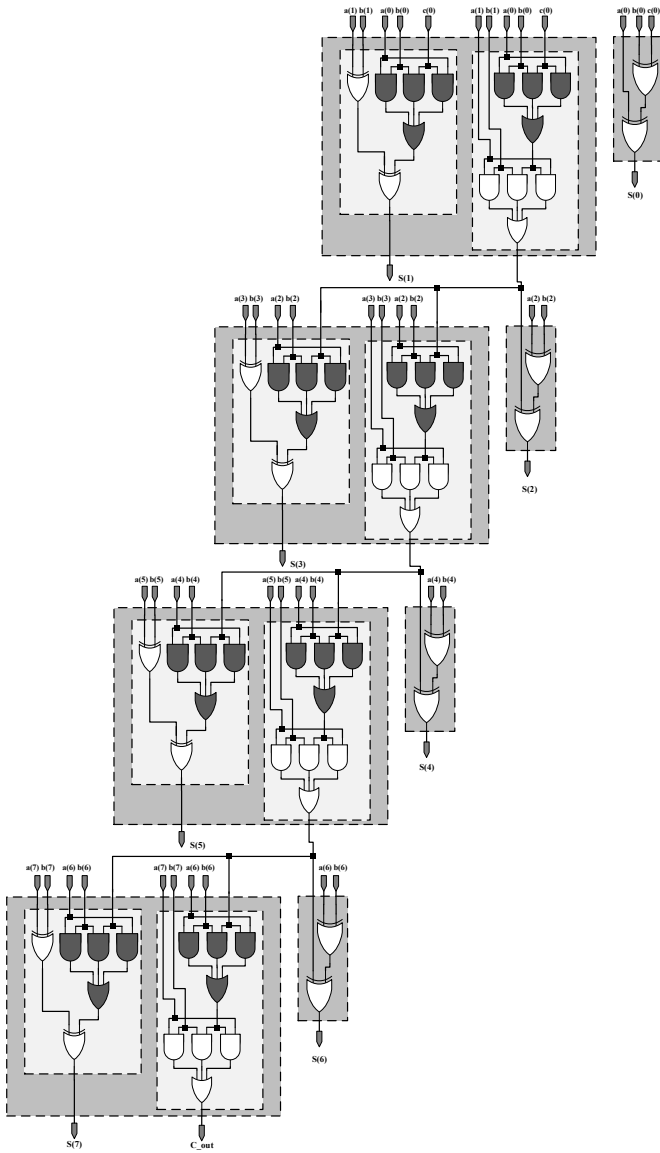 a(1) b(1) a(0) b(0) c(0) a(1) b(1) a(0) b(0) c(0) a(0) b(0) c(0)
S(0)
S(1)
a(3) b(3) a(2) b(2) a(3) b(3) a(2) b(2) a(2) b(2)
S(2)
S(3)
a(5) b(5) a(4) b(4) a(5) b(5) a(4) b(4) a(4) b(4)
S(4)
S(5)
a(7) b(7) a(6) b(6) a(7) b(7) a(6) b(6) a(6) b(6)
S(6)
S(7) C_out